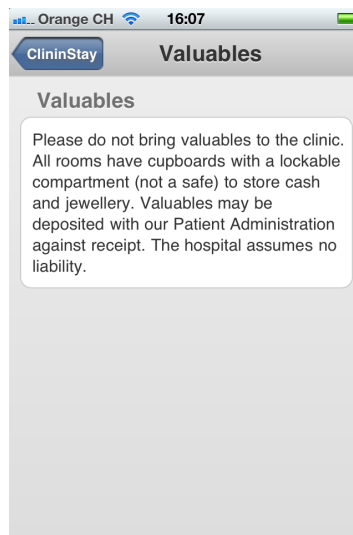 Orange CH 16:07
ClininStay Valuables
Valuables
Please do not bring valuables to the clinic.
All rooms have cupboards with a lockable
compartment (not a safe) to store cash
and jewellery. Valuables may be
deposited with our Patient Administration
against receipt. The hospital assumes no
liability.